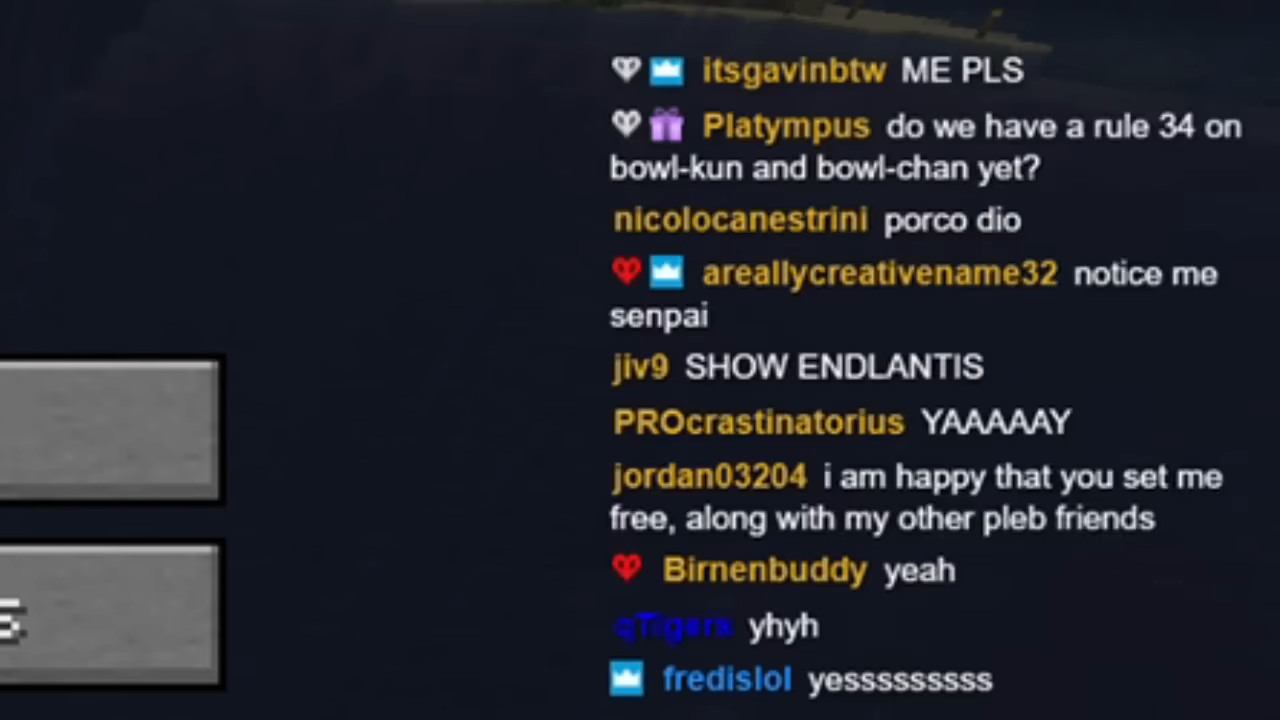 itsgavinbtw ME PLS
Platympus do we have a rule 34 on
bowl-kun and bowl-chan yet?
nicolocanestrini porco dio
areallycreativename32 notice me
senpai
jiv9 SHOW ENDLANTIS
PROcrastinatorius YAAAAAY
jordan03204 i am happy that you set me
free, along with my other pleb friends
Birnenbuddy yeah
qTigers yhyh
s
fredislol yesssssssss